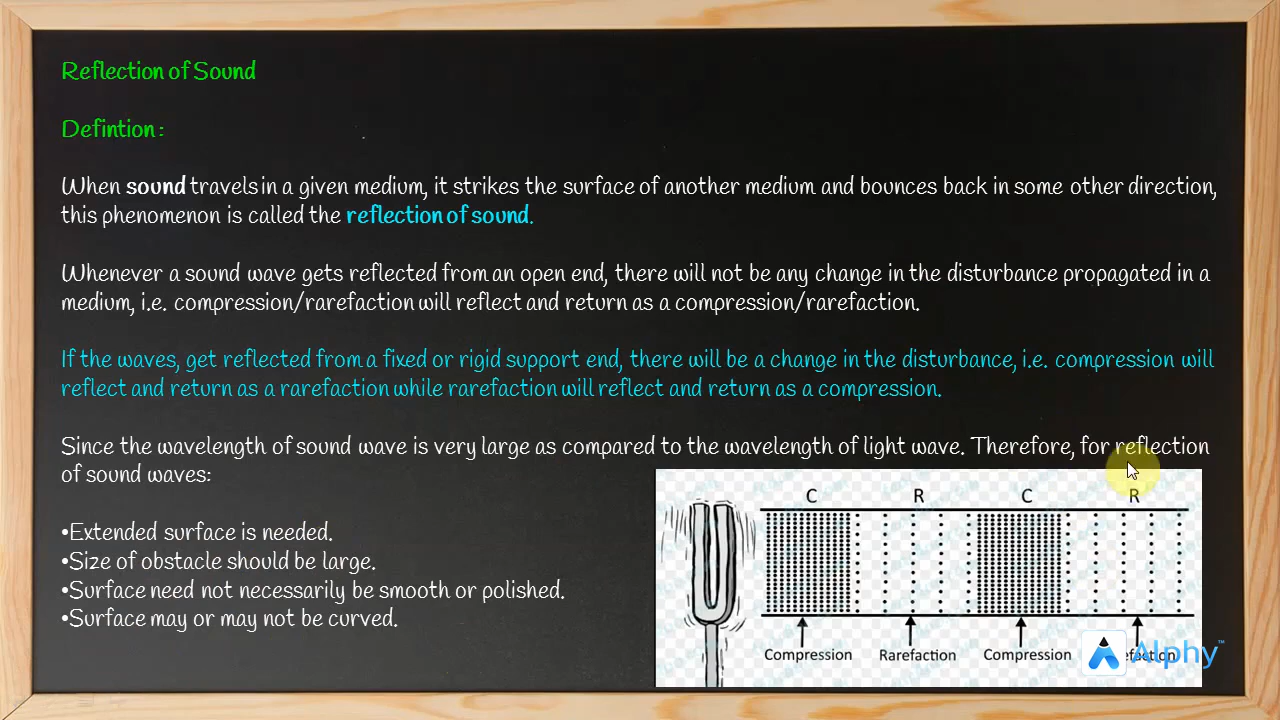 Reflection of Sound
Defintion :
When sound travels in a given medium, it strikes the surface of another medium and bounces back in some other direction,
this phenomenon is called the reflection of sound.
Whenever a sound wave gets reflected from an open end, there will not be any change in the disturbance propagated in a
medium, i.e. compression/rarefaction will reflect and return as a compression/rarefaction.
If the waves, get reflected from a fixed or rigid support end, there will be a change in the disturbance, i.e. compression will
reflect and return as a rarefaction while rarefaction will reflect and return as a compression.
Since the wavelength of sound wave is very large as compared to the wavelength of light wave. Therefore, for reflection
of sound waves:
•Extended surface is needed.
•Size of obstacle should be large.
•Surface need not necessarily be smooth or polished.
•Surface may or may not be curved.
C R C R
Compression Rarefaction Compression
Alphy™